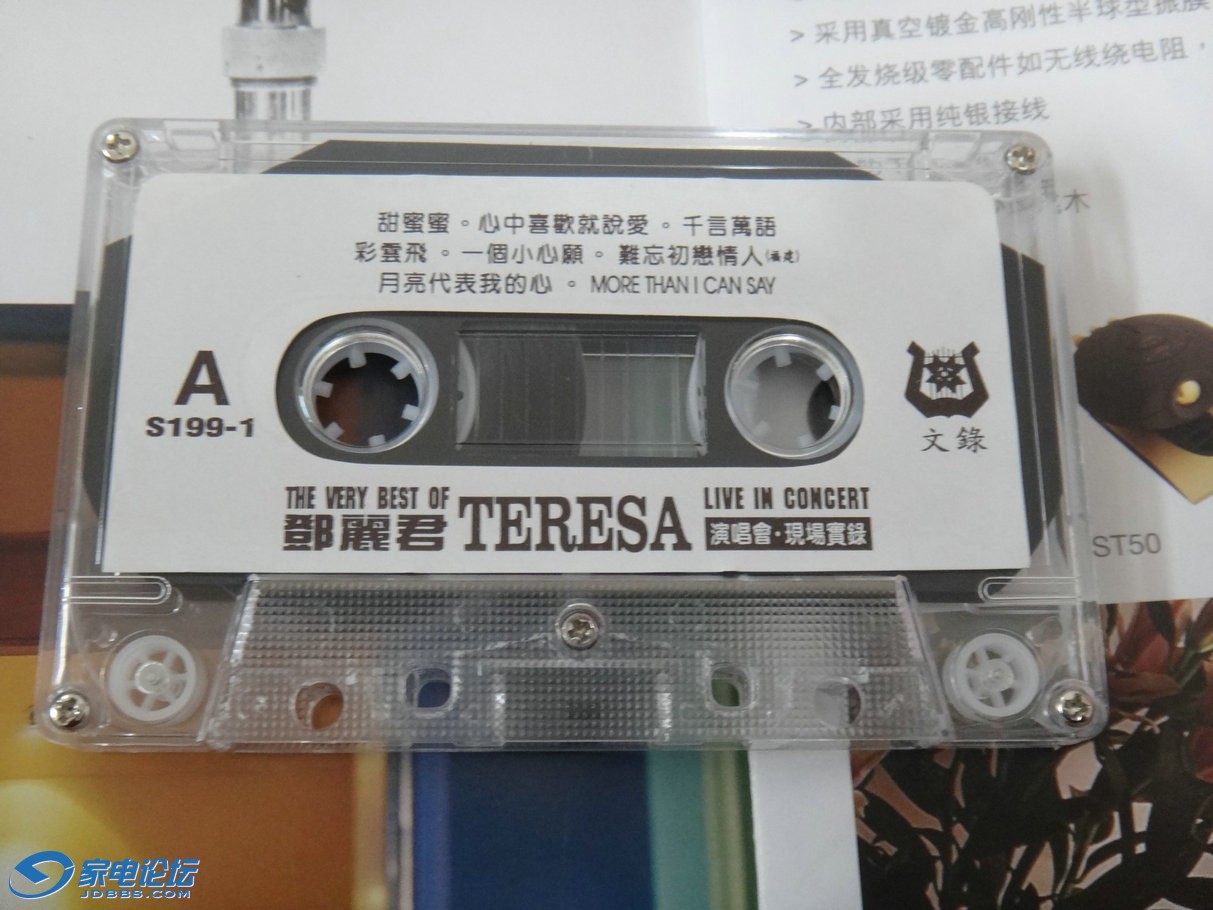 > 采用真空镀金高刚性半球型振膜
> 全发烧级零配件如无线绕电阻，
> 内部采用纯银接线
木
甜蜜蜜。心中喜歡就說愛。千言萬語
彩雲飛。一個小心願。難忘初戀情人(福建)
月亮代表我的心。MORE THAN I CAN SAY
A
S199-1
文錄
THE VERY BEST OF
鄧麗君
TERESA
LIVE IN CONCERT
演唱會·現場實錄
ST50
家电论坛
JDBBS.COM